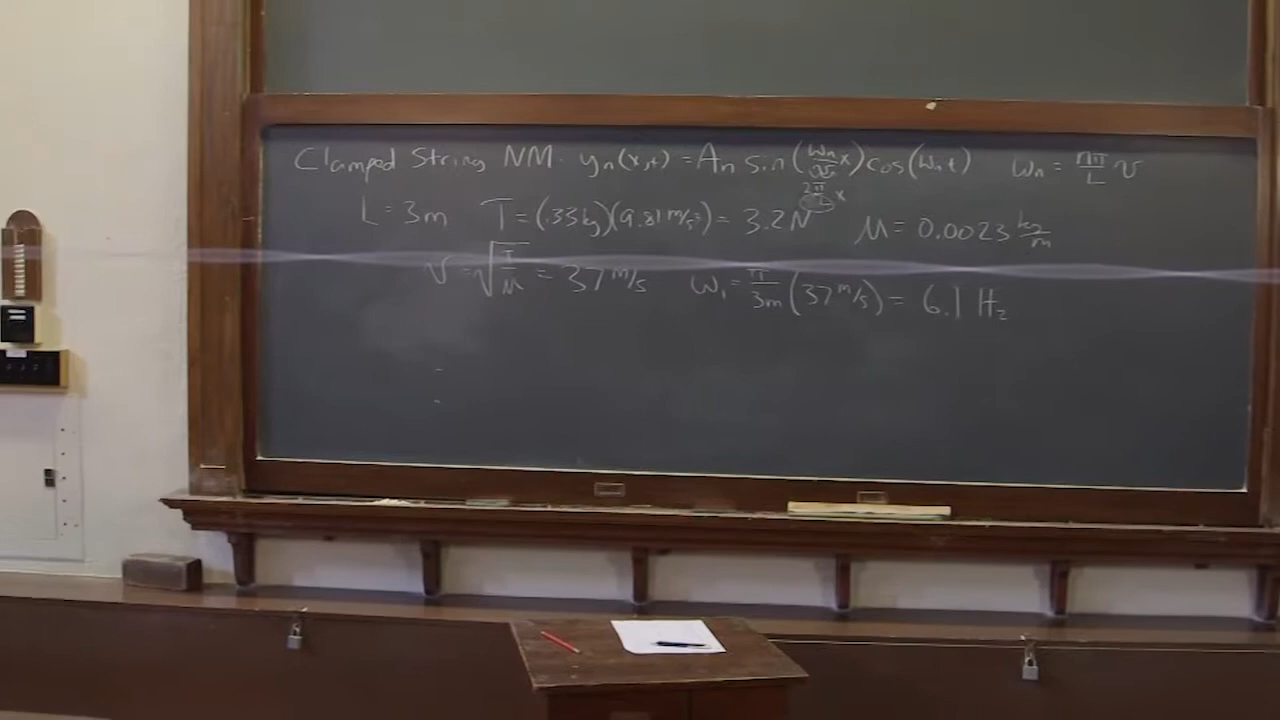 Clamped String NM: yₙ(x,t) = Aₙ sin(ωₙ/v x) cos(ωₙt) ωₙ = nπ/L v
2π/ x
L = 3m T = (.33kg)(9.81 m/s²) = 3.2N μ = 0.0023 kg/m
v = √(T/μ) = 37 m/s ω₁ = π/3m (37 m/s) = 6.1 Hz